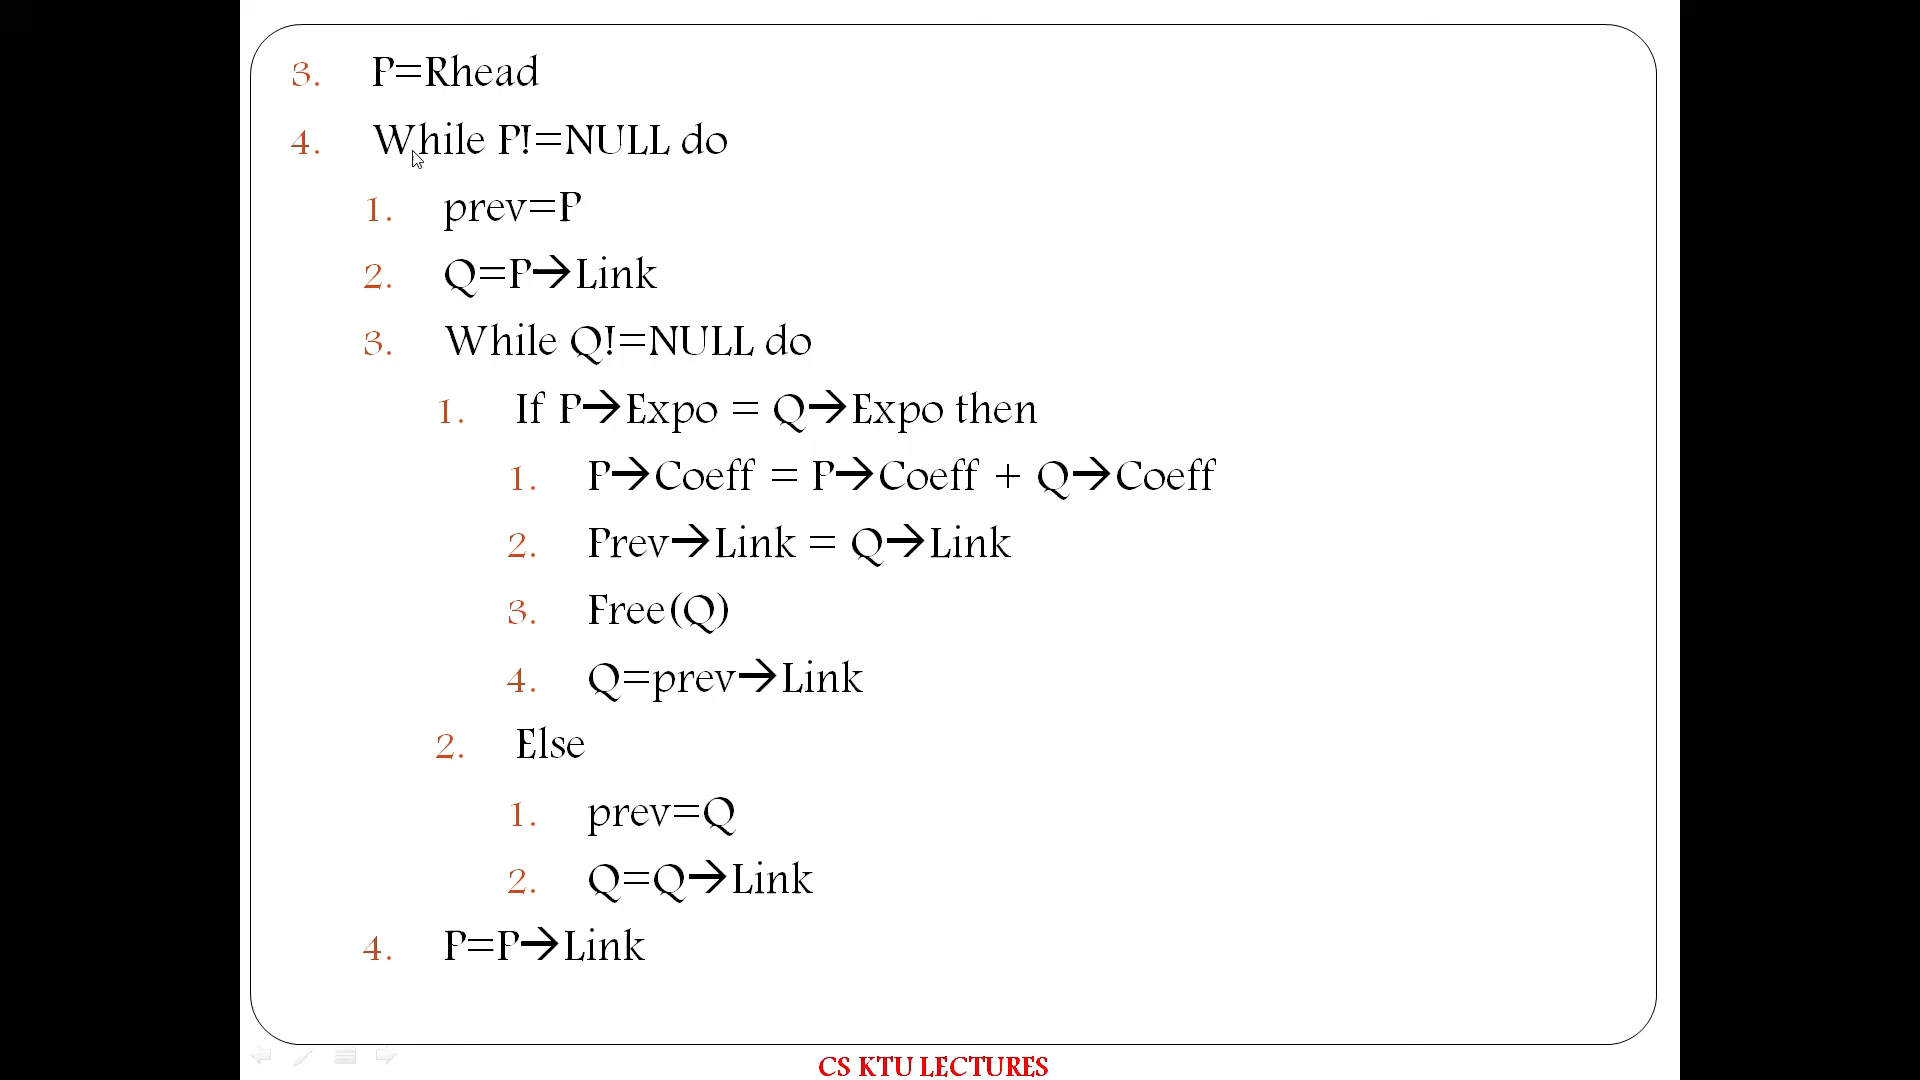 3. P=Rhead
4. While P!=NULL do
1. prev=P
2. Q=P→Link
3. While Q!=NULL do
1. If P→Expo = Q→Expo then
1. P→Coeff = P→Coeff + Q→Coeff
2. Prev→Link = Q→Link
3. Free(Q)
4. Q=prev→Link
2. Else
1. prev=Q
2. Q=Q→Link
4. P=P→Link
CS KTU LECTURES